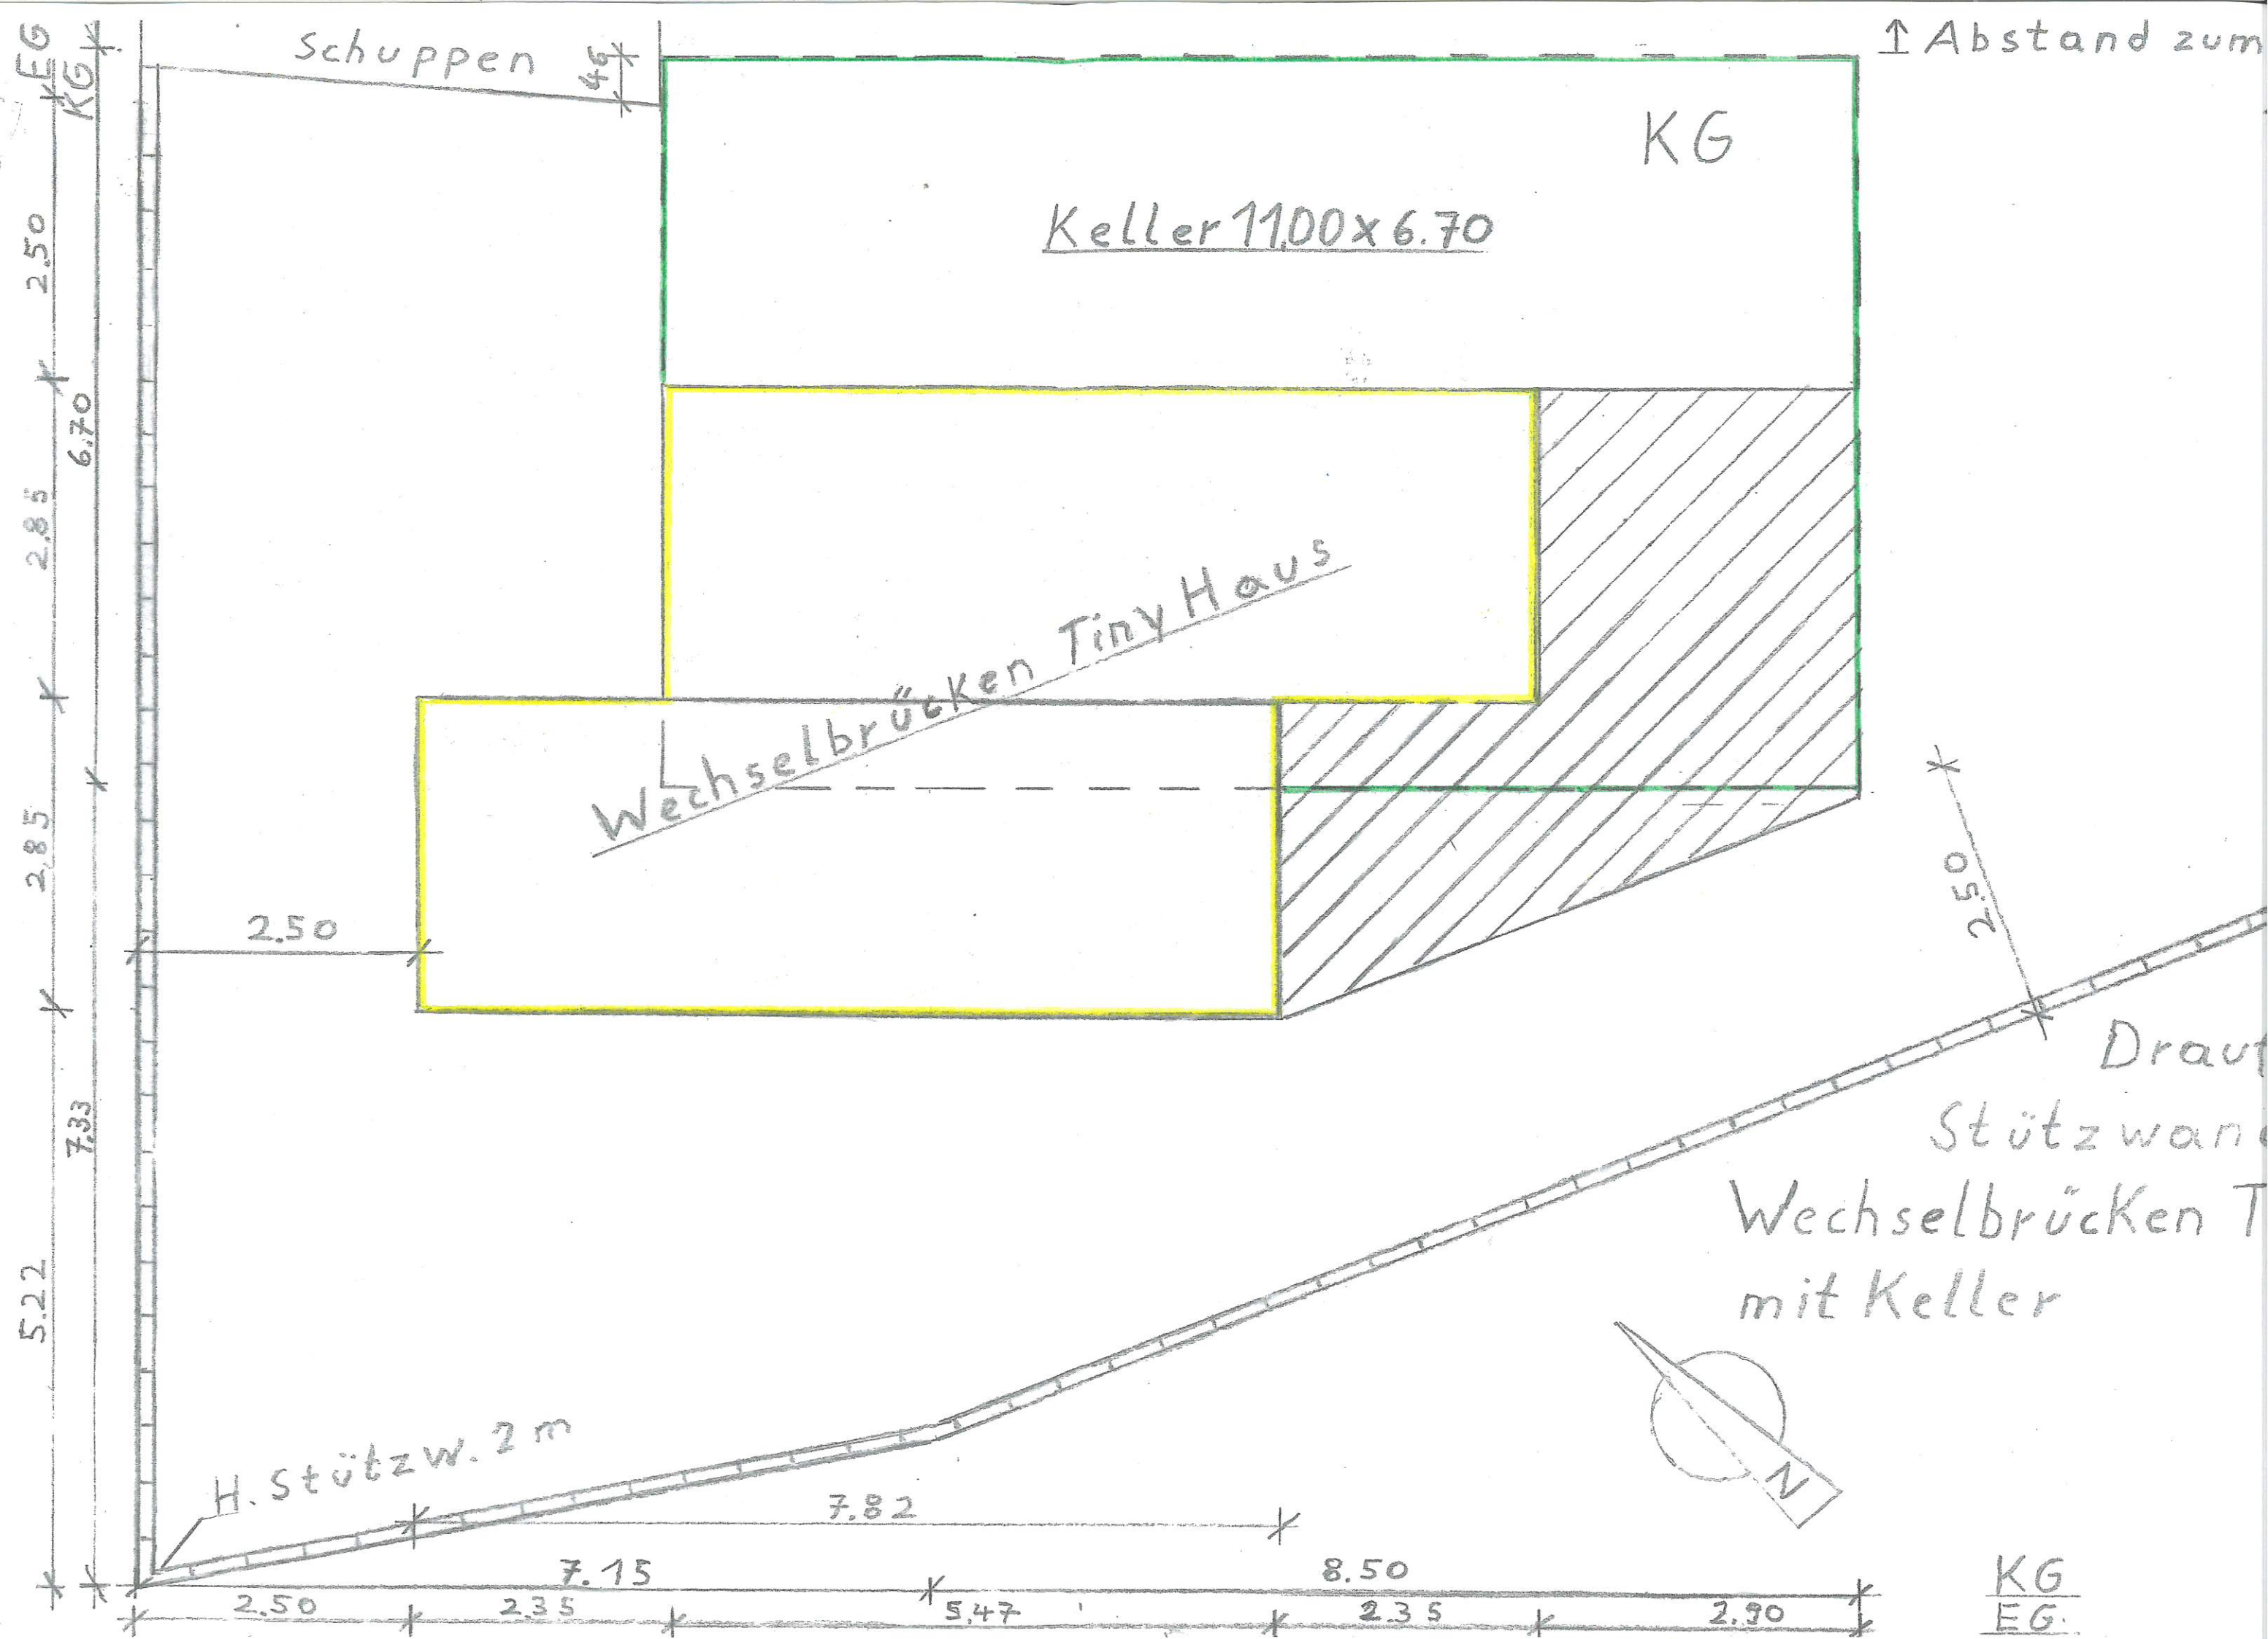 Schuppen
46
↑ Abstand zum
EG
KG
KG
Keller 11.00 x 6.70
2.50
6.70
2.85
Wechselbrücken Tiny Haus
2.85
2.50
2.50
7.33
5.22
Stützwan
Wechselbrücken T
mit Keller
H. Stützw. 2 m
N
7.82
7.15
8.50
KG
2.50
2.35
5.47
2.35
2.90
EG.